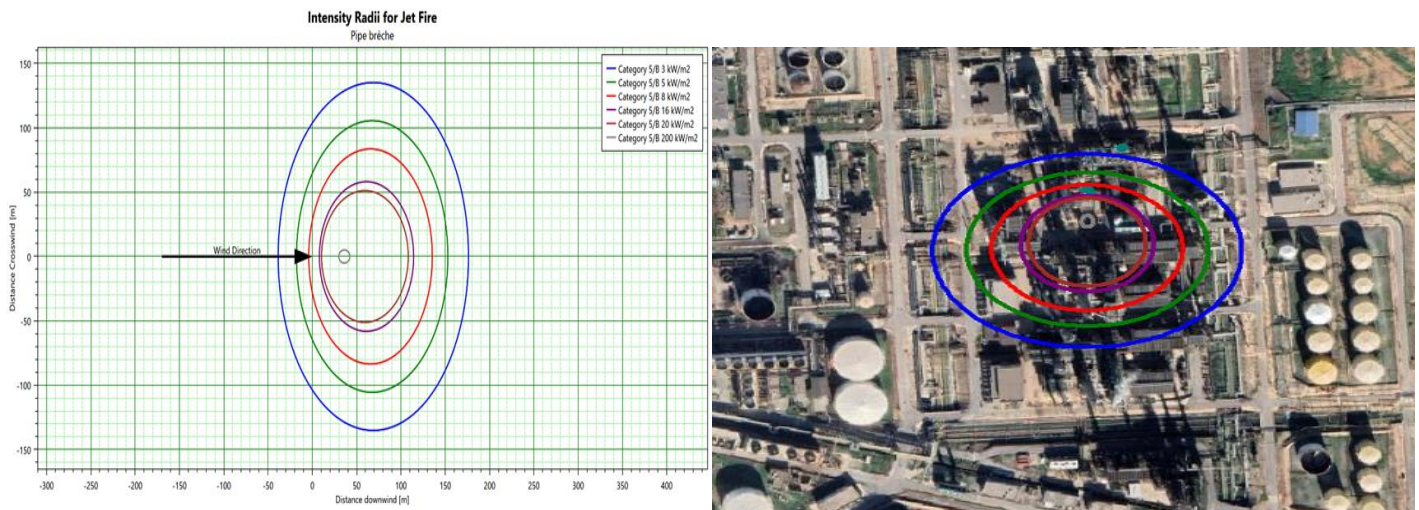 Intensity Radii for Jet Fire
Pipe brèche
Category 5/B 3 kW/m2
Category 5/B 5 kW/m2
Category 5/B 8 kW/m2
Category 5/B 16 kW/m2
Category 5/B 20 kW/m2
Category 5/B 200 kW/m2
Distance Crosswind [m]
150
100
50
0
-50
-100
-150
Wind Direction
-300 -250 -200 -150 -100 -50 0 50 100 150 200 250 300 350 400
Distance downwind [m]